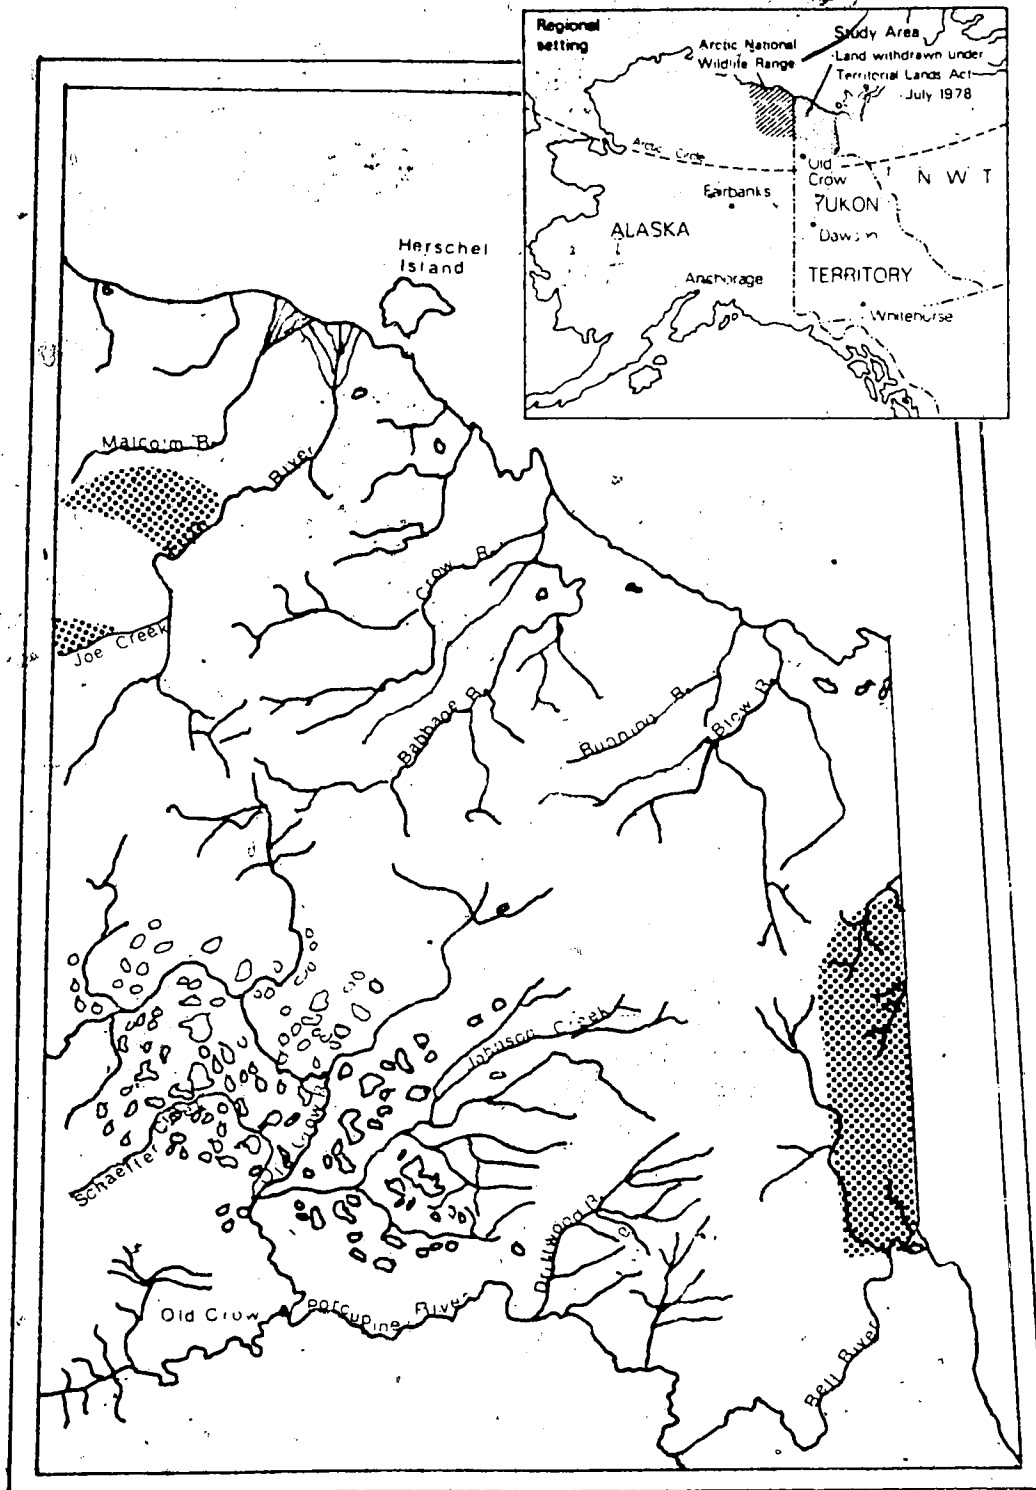 Regional
setting
Study Area
Arctic National
Wildlife Range
Land withdrawn under
Territorial Lands Act
July 1978
Arctic Circle
Old
Crow
N W T
Fairbanks
YUKON
ALASKA
Dawson
Anchorage
TERRITORY
Whitehorse
Herschel
Island
Malcolm R.
River
Crow R.
Joe Creek
Babbage R.
Running R.
Blow R.
Johnson Creek
Old Crow R.
Schaeffer Creek
Driftwood R.
Old Crow
Porcupine River
Bell River